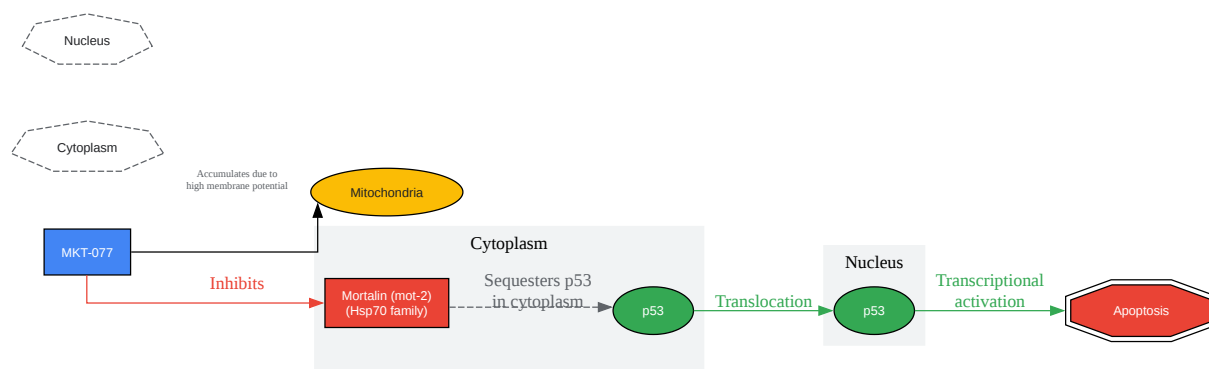 Nucleus
Cytoplasm
Accumulates due to
high membrane potential
Mitochondria
MKT-077
Cytoplasm
Nucleus
Inhibits
Mortalin (mot-2)
(Hsp70 family)
Sequesters p53
in cytoplasm
p53
Translocation
p53
Transcriptional
activation
Apoptosis